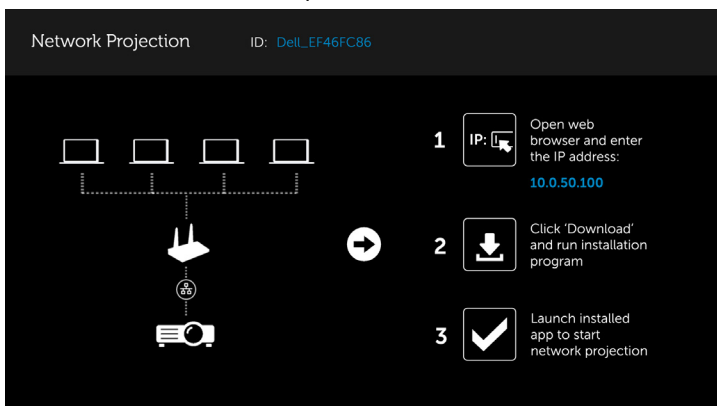 Network Projection
ID: Dell_EF46FC86
1
IP:
Open web
browser and enter
the IP address:
10.0.50.100
2
Click 'Download'
and run installation
program
3
Launch installed
app to start
network projection